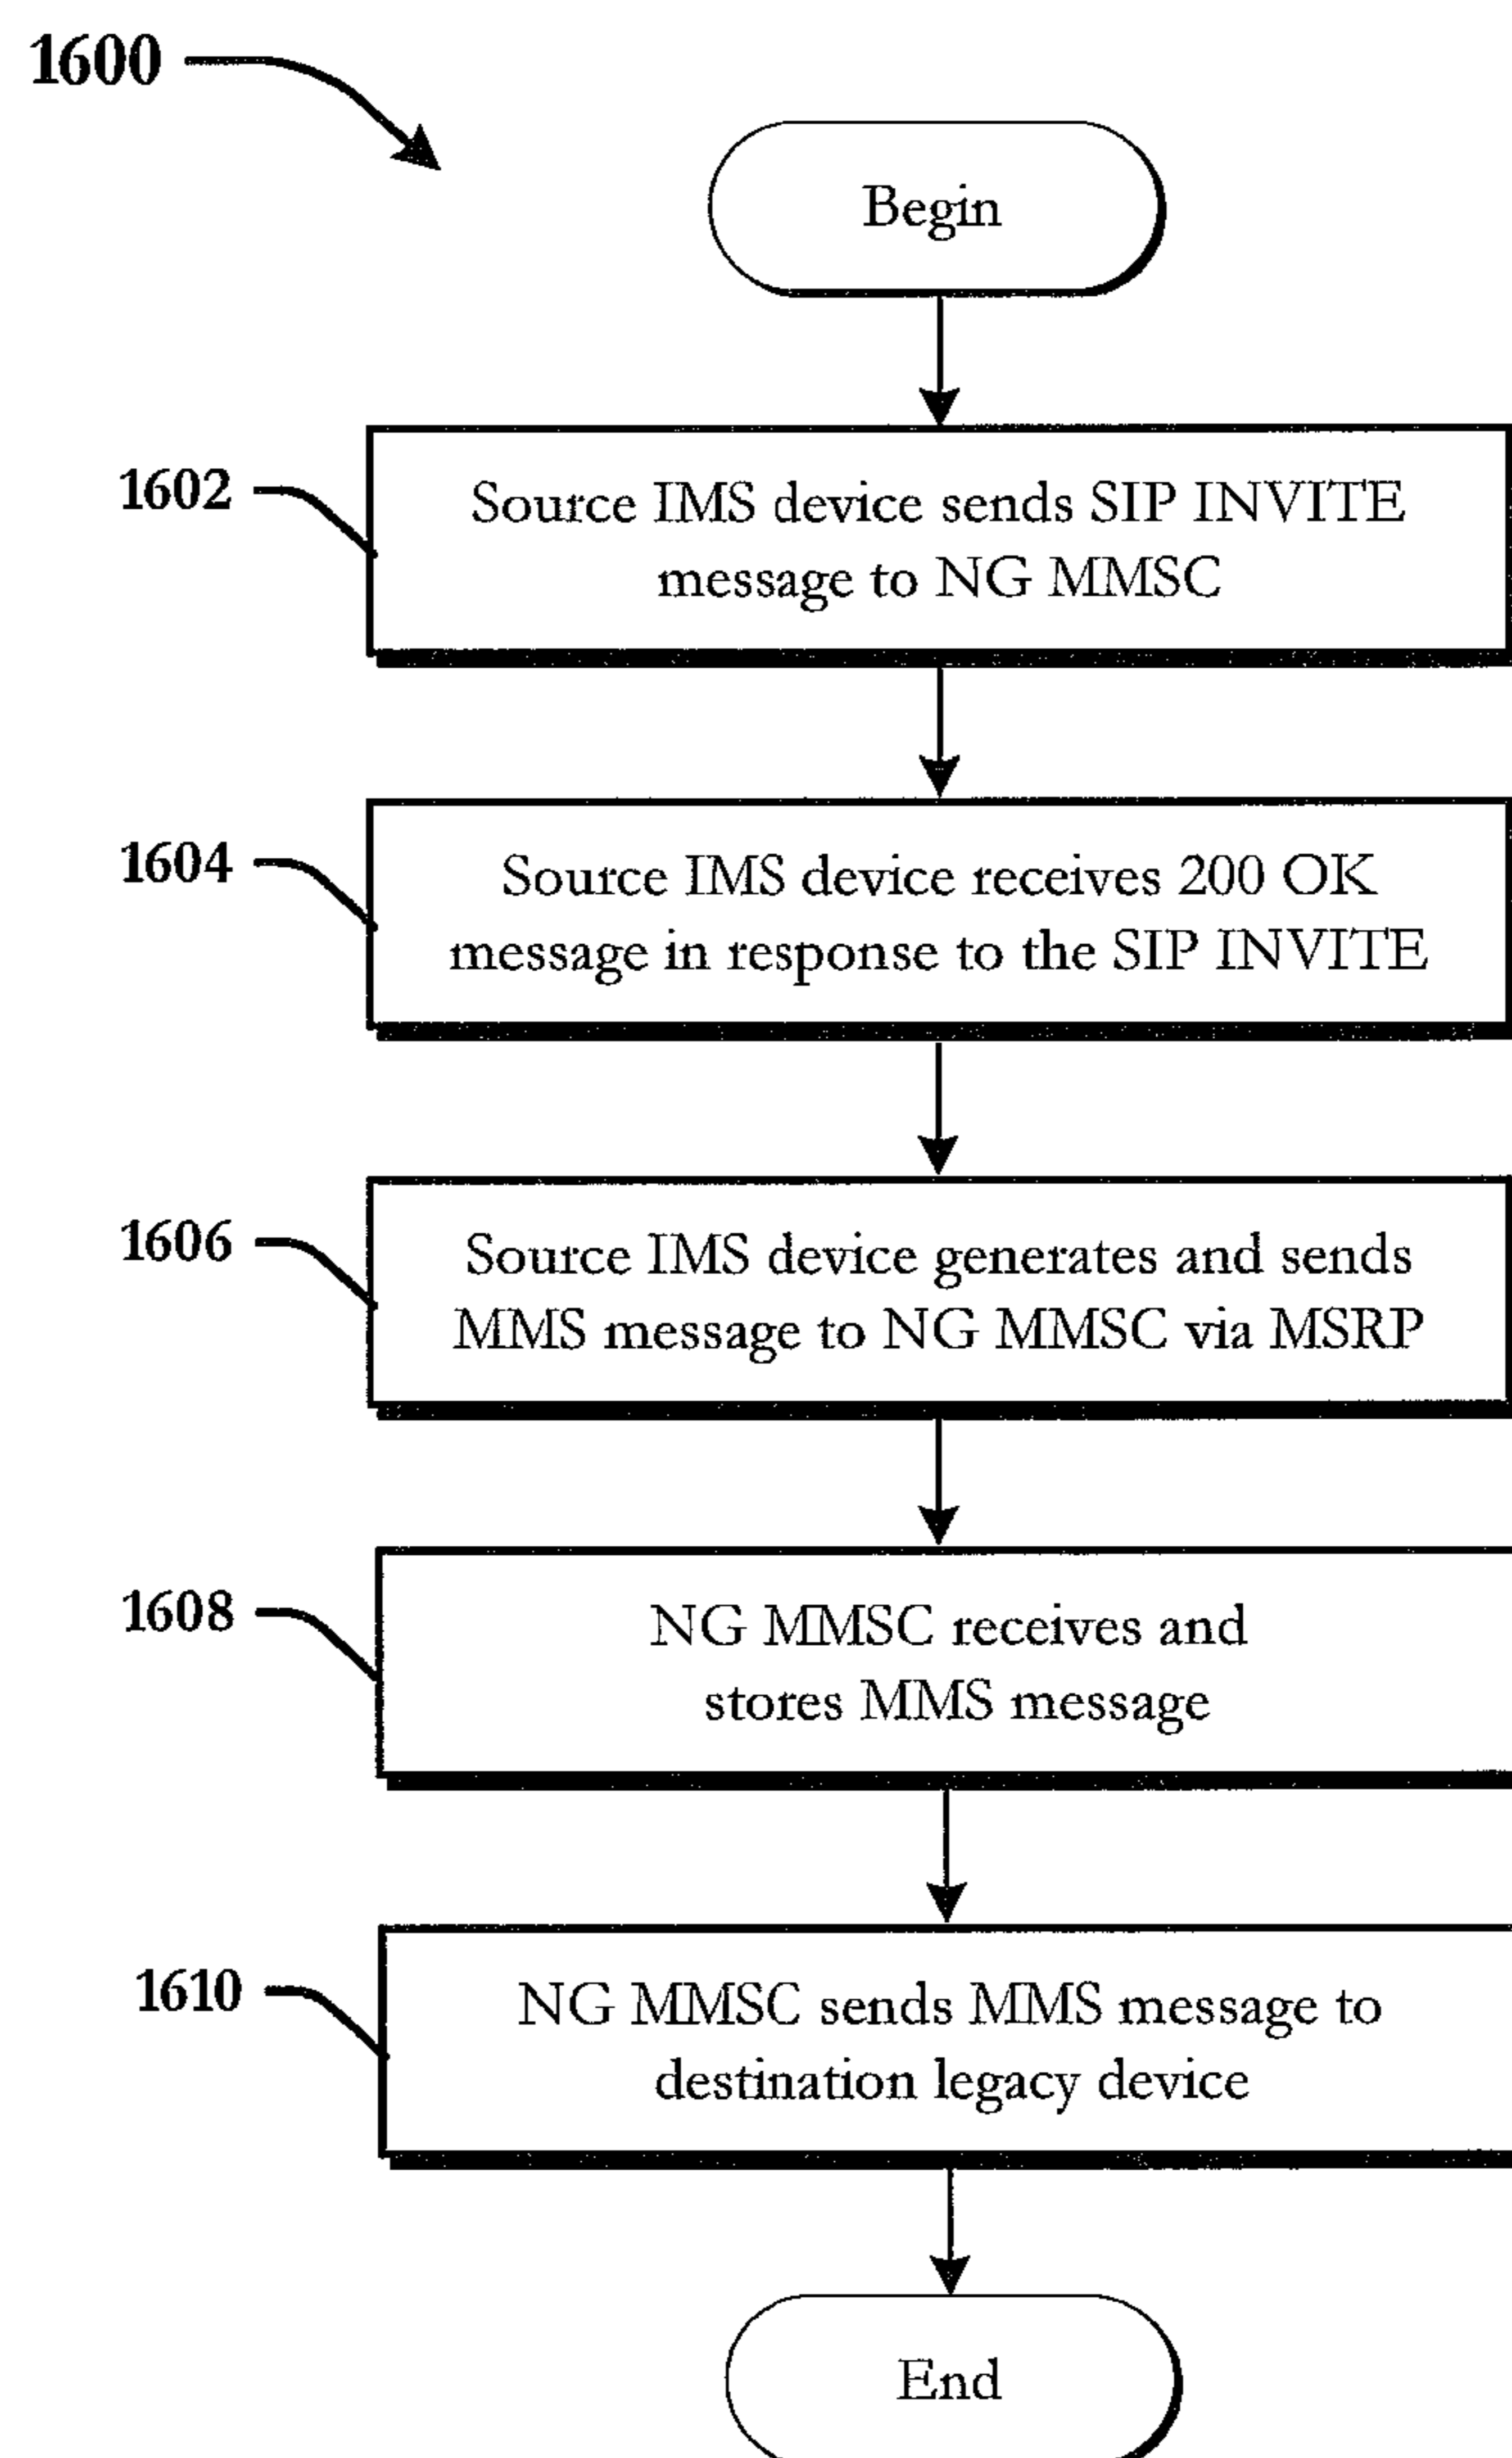 1600
Begin
1602
Source IMS device sends SIP INVITE
message to NG MMSC
1604
Source IMS device receives 200 OK
message in response to the SIP INVITE
1606
Source IMS device generates and sends
MMS message to NG MMSC via MSRP
1608
NG MMSC receives and
stores MMS message
1610
NG MMSC sends MMS message to
destination legacy device
End